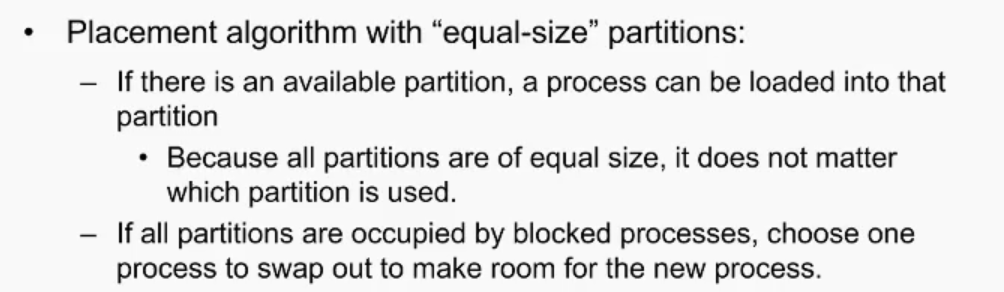 • Placement algorithm with “equal-size” partitions:
– If there is an available partition, a process can be loaded into that
partition
• Because all partitions are of equal size, it does not matter
which partition is used.
– If all partitions are occupied by blocked processes, choose one
process to swap out to make room for the new process.